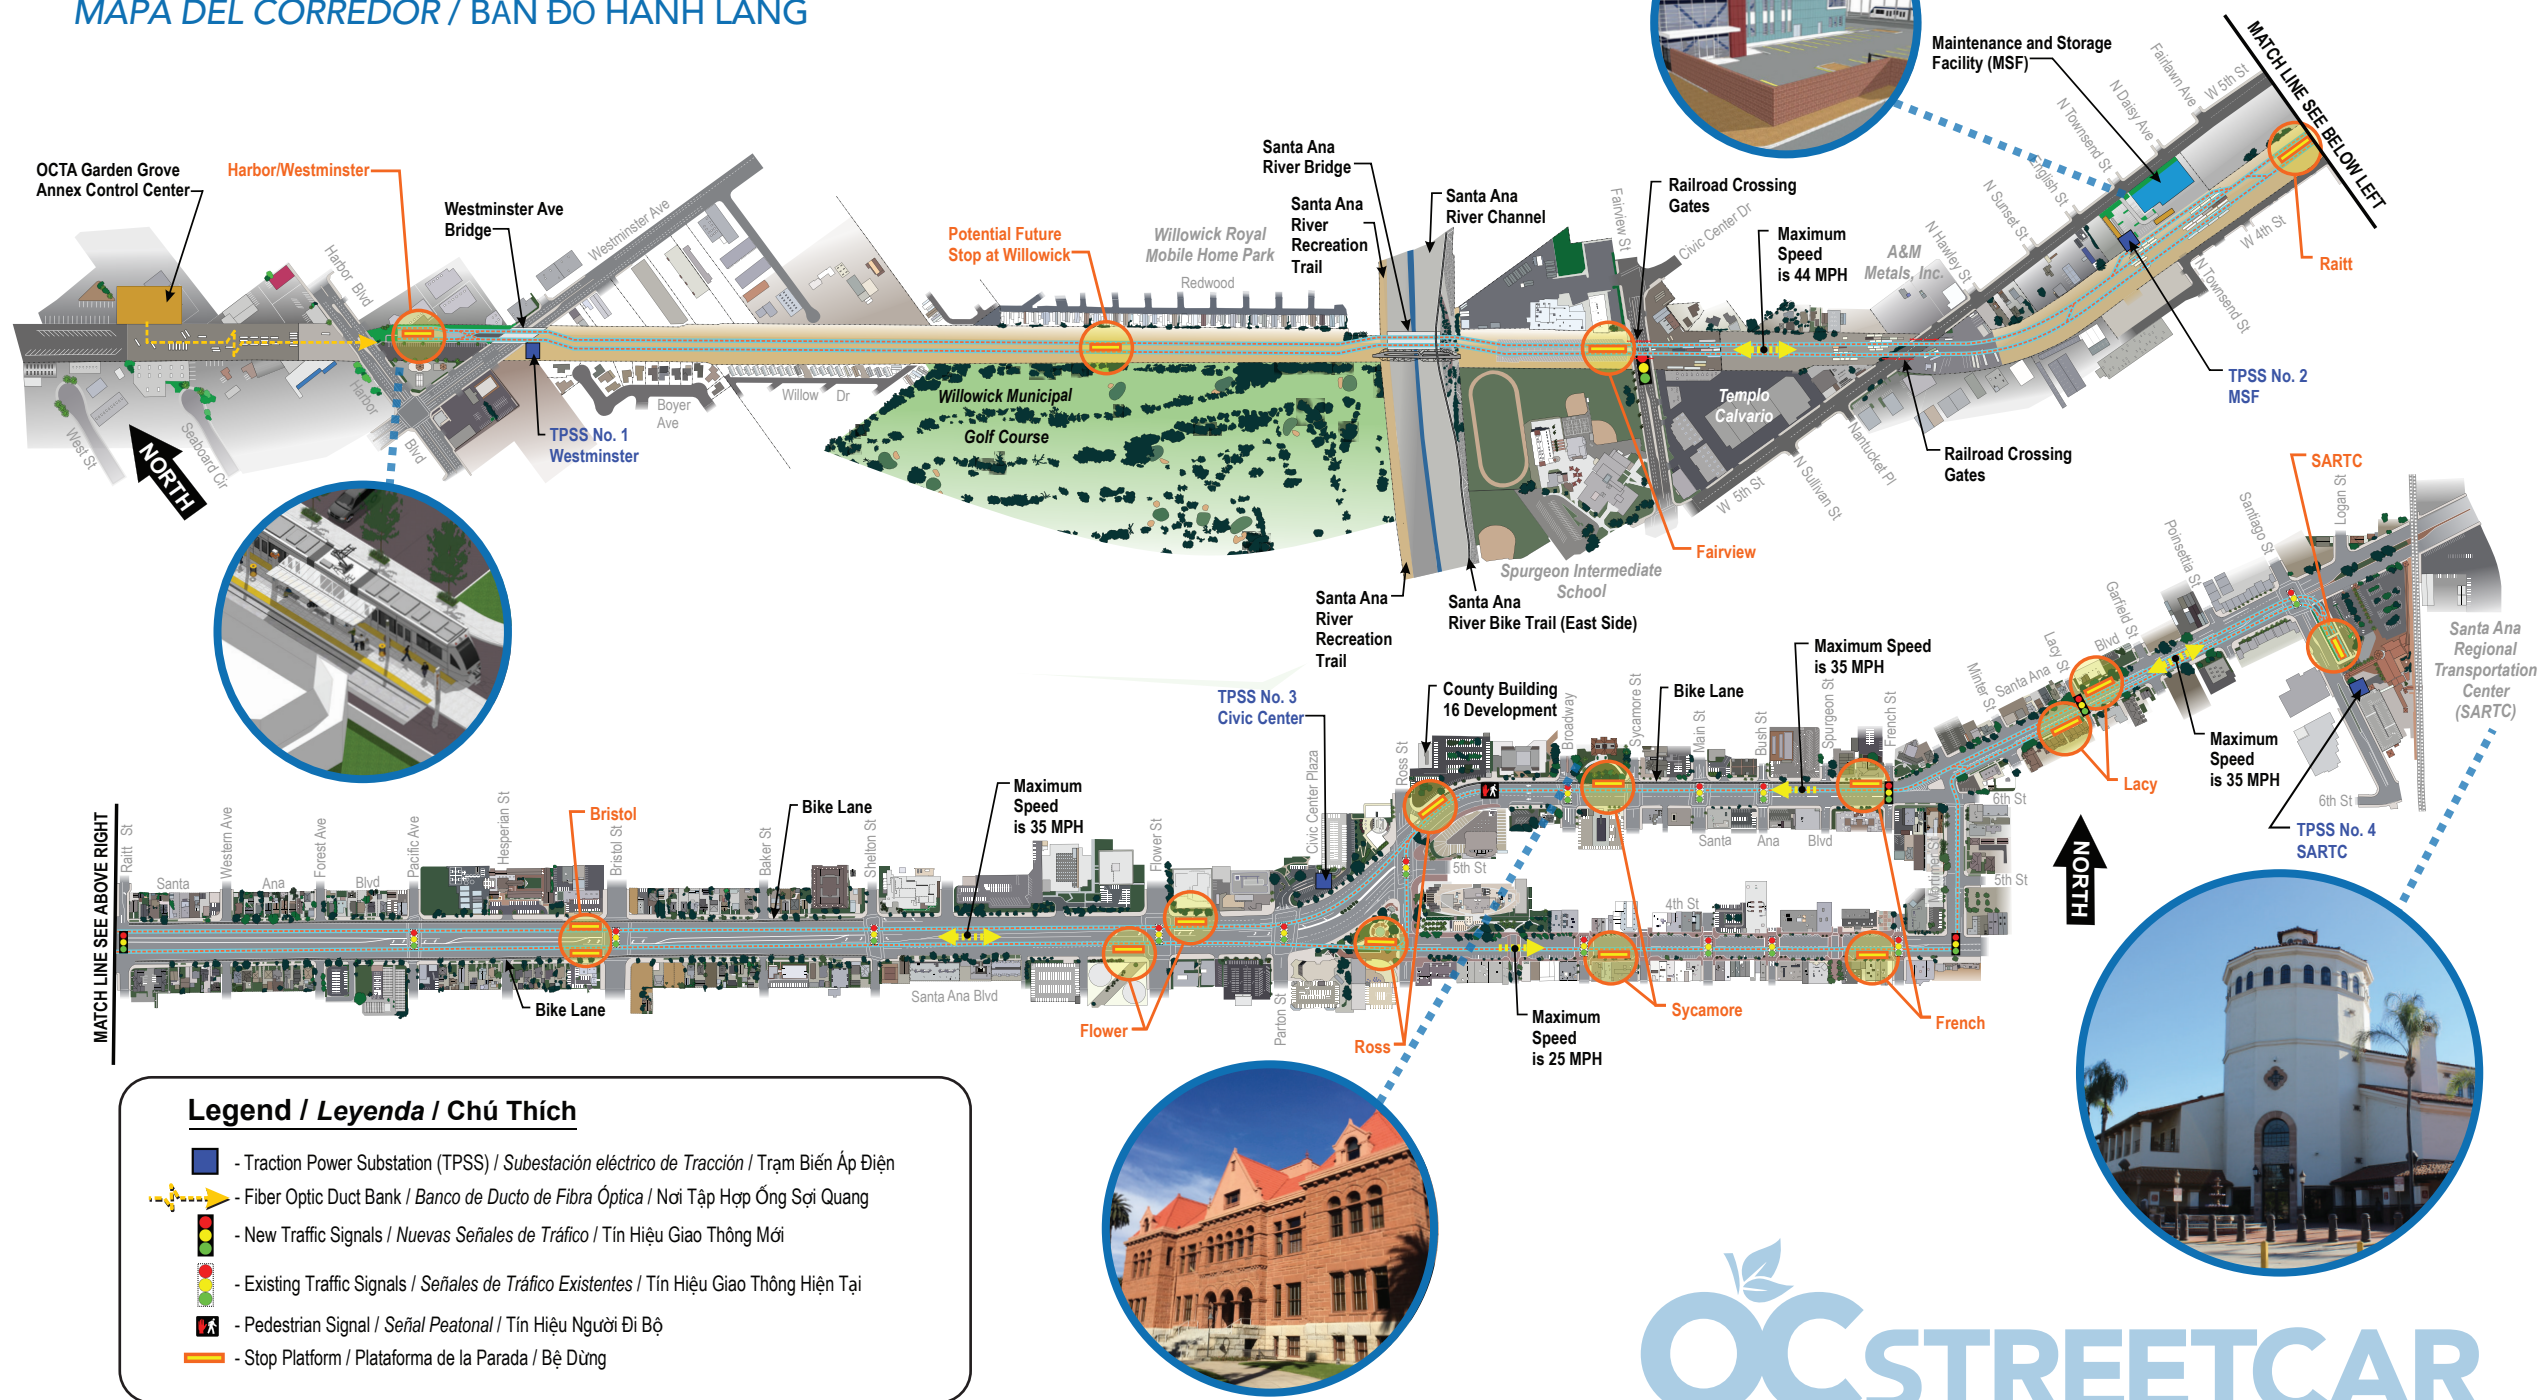 MAPA DEL CORREDOR / BẢN ĐỒ HÀNH LANG
Maintenance and Storage
Facility (MSF)
Fairlawn Ave
W 5th St
N Daisy Ave
N Townsend St
English St
N Sunset St
N Hawley St
MATCH LINE SEE BELOW LEFT
OCTA Garden Grove
Annex Control Center
Harbor/Westminster
Westminster Ave
Bridge
Westminster Ave
Harbor Blvd
Potential Future
Stop at Willowick
Willowick Royal
Mobile Home Park
Redwood
Santa Ana
River Bridge
Santa Ana
River
Recreation
Trail
Santa Ana
River Channel
Fairview St
Railroad Crossing
Gates
Civic Center Dr
Maximum
Speed
is 44 MPH
A&M
Metals, Inc.
W 4th St
N Townsend St
Raitt
TPSS No. 2
MSF
West St
Seaboard Cir
Harbor
Blvd
NORTH
TPSS No. 1
Westminster
Boyer
Ave
Willow Dr
Willowick Municipal
Golf Course
Templo
Calvario
Nantucket Pl
N Sullivan St
W 5th St
Railroad Crossing
Gates
Fairview
Spurgeon Intermediate
School
Santa Ana
River
Recreation
Trail
Santa Ana
River Bike Trail (East Side)
SARTC
Logan St
Santiago St
Poinsettia St
Garfield St
Blvd
Lacy St
Santa Ana
Minter St
Santa Ana
Regional
Transportation
Center
(SARTC)
Maximum
Speed
is 35 MPH
Lacy
6th St
TPSS No. 4
SARTC
NORTH
TPSS No. 3
Civic Center
County Building
16 Development
Broadway
Sycamore St
Bike Lane
Main St
Bush St
Maximum Speed
is 35 MPH
Spurgeon St
French St
6th St
5th St
Mortimer St
Santa Ana Blvd
Ross St
5th St
4th St
Civic Center Plaza
MATCH LINE SEE ABOVE RIGHT
Raitt St
Santa Ana Blvd
Western Ave
Forest Ave
Pacific Ave
Hesperian St
Bristol
Bristol St
Baker St
Bike Lane
Shelton St
Maximum
Speed
is 35 MPH
Flower St
Bike Lane
Santa Ana Blvd
Flower
Parton St
Ross
Maximum
Speed
is 25 MPH
Sycamore
French
Legend / Leyenda / Chú Thích
- Traction Power Substation (TPSS) / Subestación eléctrico de Tracción / Trạm Biến Áp Điện
- Fiber Optic Duct Bank / Banco de Ducto de Fibra Óptica / Nơi Tập Hợp Ống Sợi Quang
- New Traffic Signals / Nuevas Señales de Tráfico / Tín Hiệu Giao Thông Mới
- Existing Traffic Signals / Señales de Tráfico Existentes / Tín Hiệu Giao Thông Hiện Tại
- Pedestrian Signal / Señal Peatonal / Tín Hiệu Người Đi Bộ
- Stop Platform / Plataforma de la Parada / Bệ Dừng
OC STREETCAR